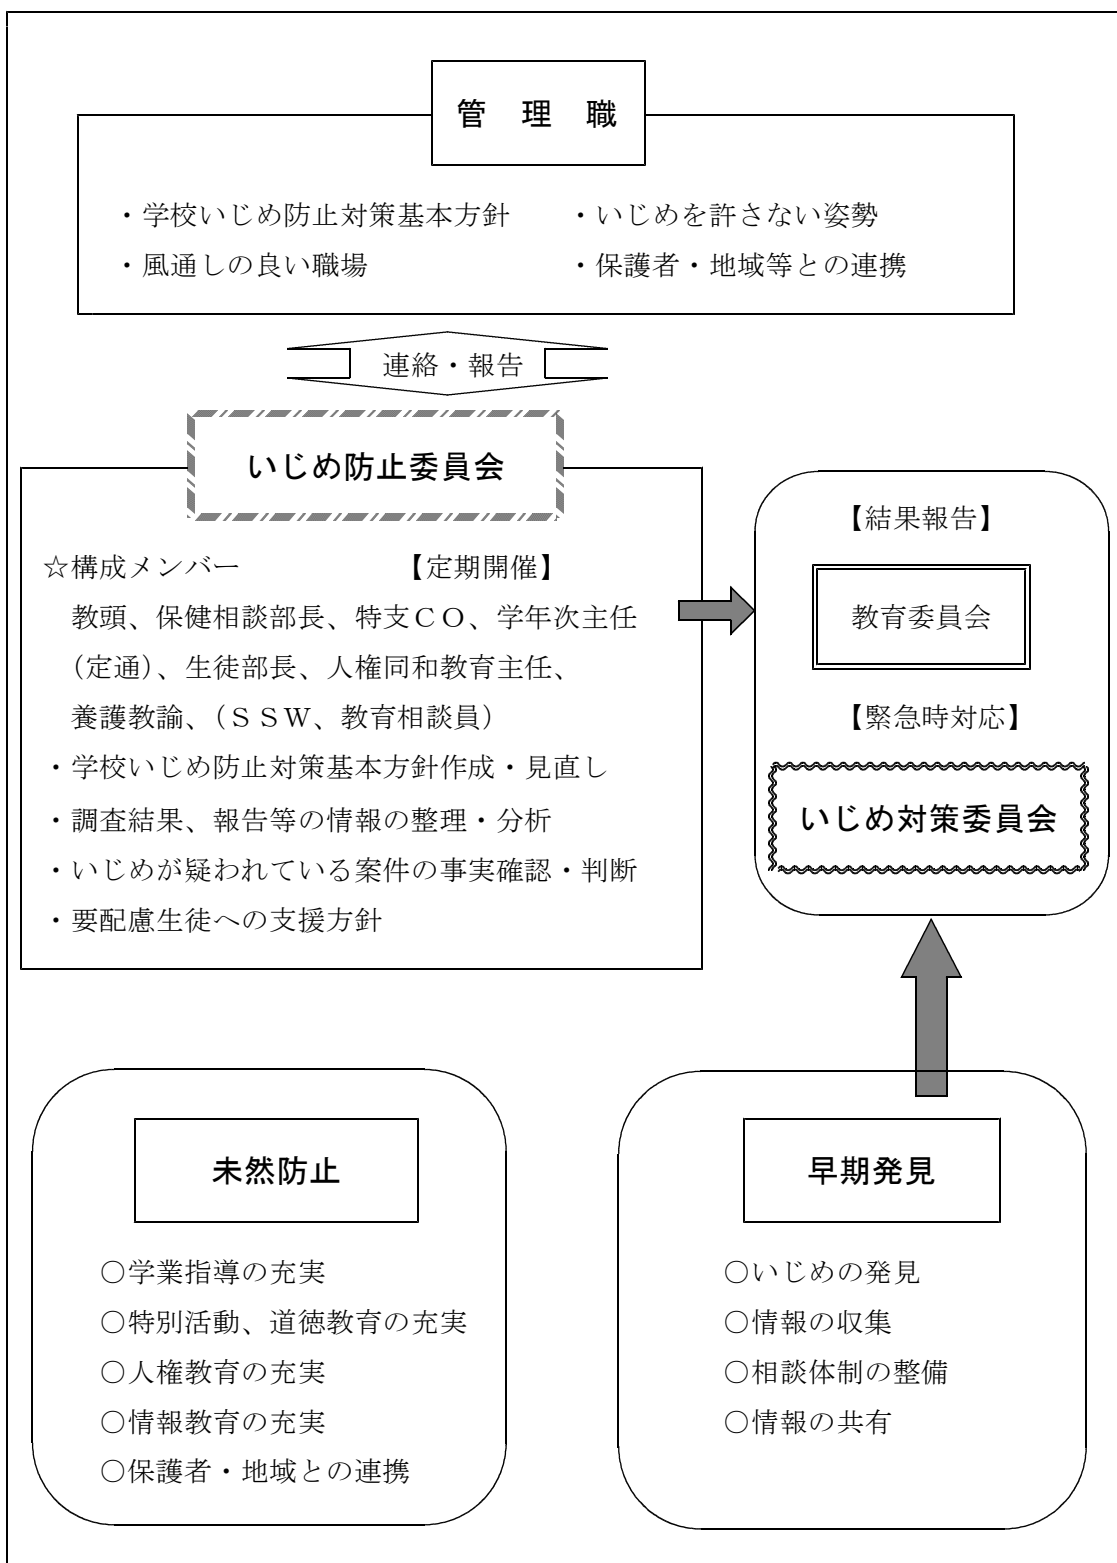 管　理　職
・学校いじめ防止対策基本方針　・いじめを許さない姿勢
・風通しの良い職場　・保護者・地域等との連携
連絡・報告
いじめ防止委員会
☆構成メンバー　【定期開催】
教頭、保健相談部長、特支ＣＯ、学年次主任
（定通）、生徒部長、人権同和教育主任、
養護教諭、（ＳＳＷ、教育相談員）
・学校いじめ防止対策基本方針作成・見直し
・調査結果、報告等の情報の整理・分析
・いじめが疑われている案件の事実確認・判断
・要配慮生徒への支援方針
【結果報告】
教育委員会
【緊急時対応】
いじめ対策委員会
未然防止
○学業指導の充実
○特別活動、道徳教育の充実
○人権教育の充実
○情報教育の充実
○保護者・地域との連携
早期発見
○いじめの発見
○情報の収集
○相談体制の整備
○情報の共有